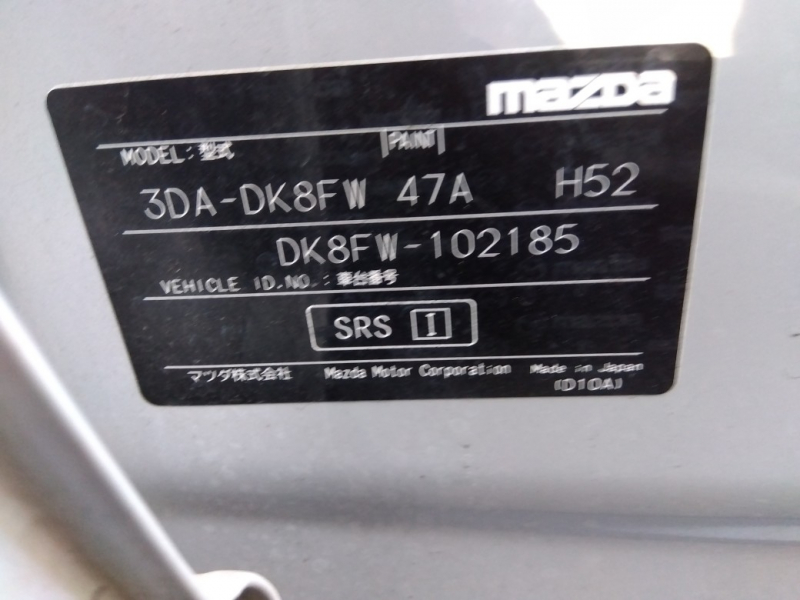 mazda
MODEL:型式 PAINT
3DA-DK8FW 47A H52
DK8FW-102185
VEHICLE ID.NO.:車台番号
SRS I
マツダ株式会社 Mazda Motor Corporation Made in Japan
(D10A)